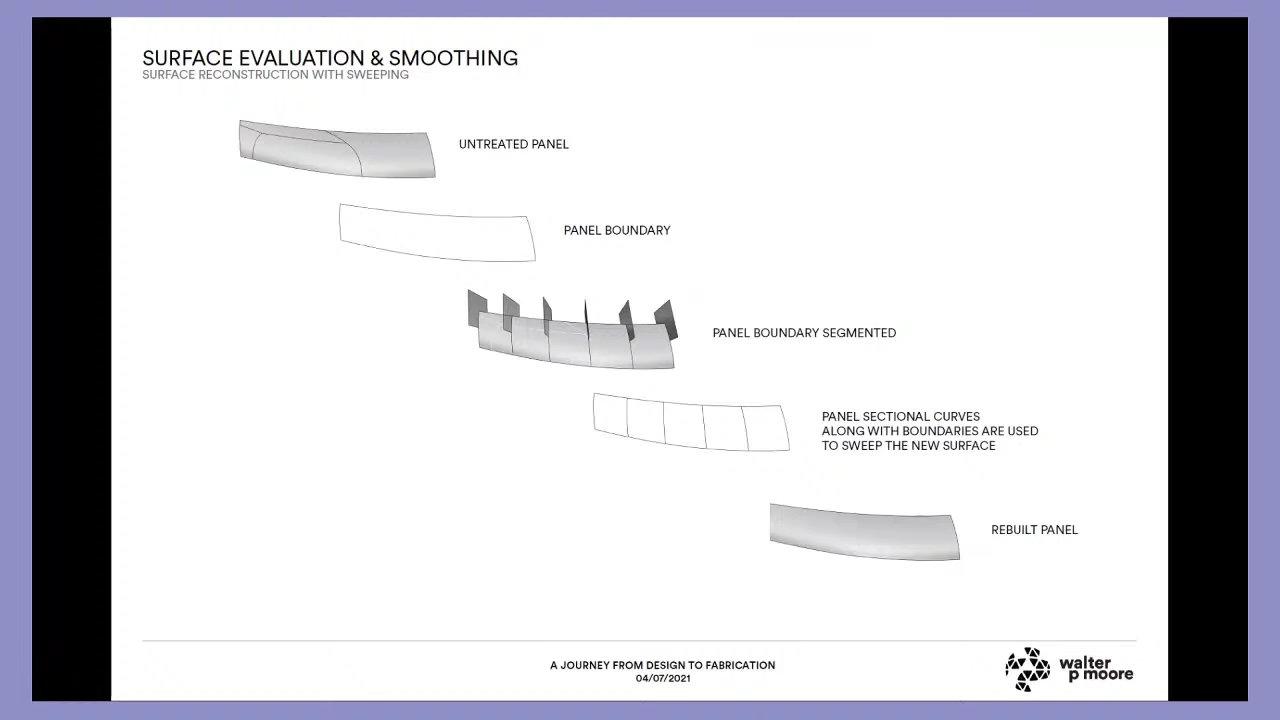 SURFACE EVALUATION & SMOOTHING
SURFACE RECONSTRUCTION WITH SWEEPING
UNTREATED PANEL
PANEL BOUNDARY
PANEL BOUNDARY SEGMENTED
PANEL SECTIONAL CURVES
ALONG WITH BOUNDARIES ARE USED
TO SWEEP THE NEW SURFACE
REBUILT PANEL
A JOURNEY FROM DESIGN TO FABRICATION
04/07/2021
walter
p moore